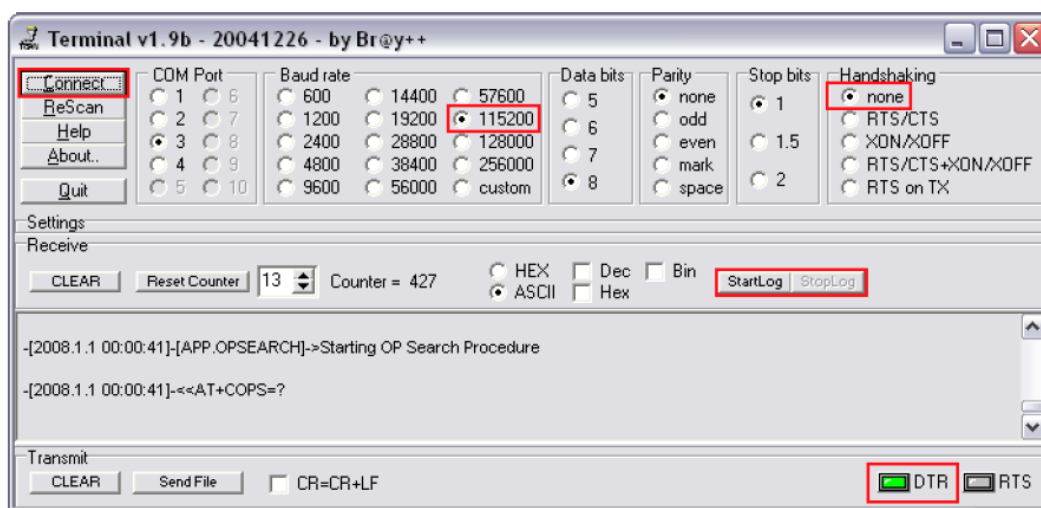 Terminal v1.9b - 20041226 - by Br@y++
Connect
ReScan
Help
About..
Quit
COM Port
1 6
2 7
3 8
4 9
5 10
Baud rate
600 14400 57600
1200 19200 115200
2400 28800 128000
4800 38400 256000
9600 56000 custom
Data bits
5
6
7
8
Parity
none
odd
even
mark
space
Stop bits
1
1.5
2
Handshaking
none
RTS/CTS
XON/XOFF
RTS/CTS+XON/XOFF
RTS on TX
Settings
Receive
CLEAR Reset Counter 13 Counter = 427 HEX Dec Bin StartLog StopLog
ASCII Hex
-[2008.1.1 00:00:41]-[APP.OPSEARCH]->Starting OP Search Procedure
-[2008.1.1 00:00:41]-<<AT+COPS=?
Transmit
CLEAR Send File CR=CR+LF DTR RTS